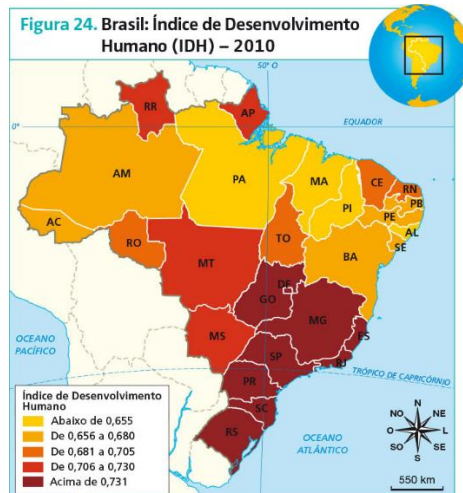 Figura 24. Brasil: Índice de Desenvolvimento
Humano (IDH) – 2010
50° O
RR
AP
0°
EQUADOR
AM
PA
MA
CE
RN
PB
PI
PE
AL
SE
AC
RO
TO
BA
MT
DF
GO
MG
ES
MS
SP
RJ
PR
SC
RS
OCEANO
PACÍFICO
TRÓPICO DE CAPRICÓRNIO
OCEANO
ATLÂNTICO
Índice de Desenvolvimento
Humano
Abaixo de 0,655
De 0,656 a 0,680
De 0,681 a 0,705
De 0,706 a 0,730
Acima de 0,731
N
NO
NE
O
L
SO
SE
S
550 km